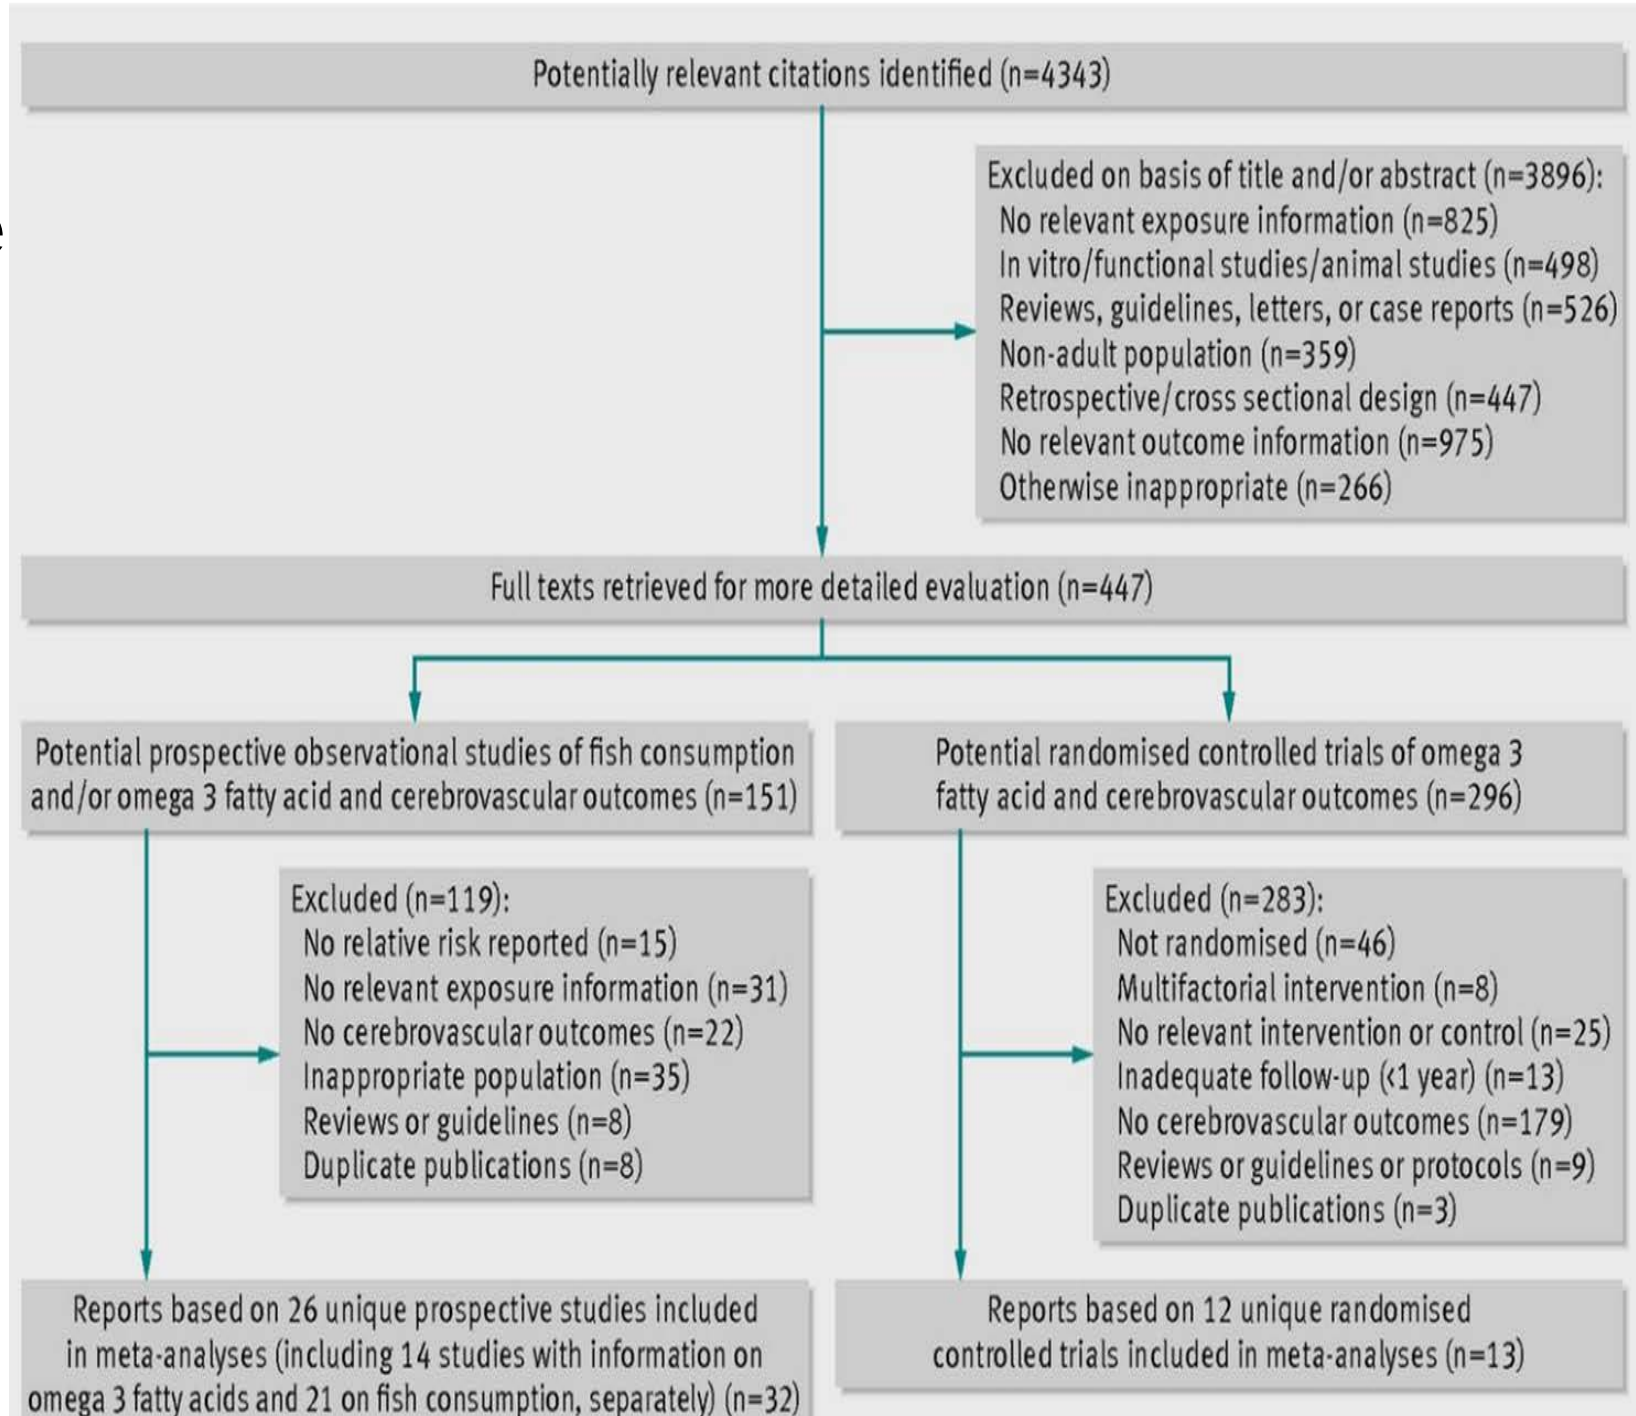 Potentially relevant citations identified (n=4343)
Excluded on basis of title and/or abstract (n=3896):
No relevant exposure information (n=825)
In vitro/functional studies/animal studies (n=498)
Reviews, guidelines, letters, or case reports (n=526)
Non-adult population (n=359)
Retrospective/cross sectional design (n=447)
No relevant outcome information (n=975)
Otherwise inappropriate (n=266)
Full texts retrieved for more detailed evaluation (n=447)
Potential prospective observational studies of fish consumption
and/or omega 3 fatty acid and cerebrovascular outcomes (n=151)
Potential randomised controlled trials of omega 3
fatty acid and cerebrovascular outcomes (n=296)
Excluded (n=119):
No relative risk reported (n=15)
No relevant exposure information (n=31)
No cerebrovascular outcomes (n=22)
Inappropriate population (n=35)
Reviews or guidelines (n=8)
Duplicate publications (n=8)
Excluded (n=283):
Not randomised (n=46)
Multifactorial intervention (n=8)
No relevant intervention or control (n=25)
Inadequate follow-up (<1 year) (n=13)
No cerebrovascular outcomes (n=179)
Reviews or guidelines or protocols (n=9)
Duplicate publications (n=3)
Reports based on 26 unique prospective studies included
in meta-analyses (including 14 studies with information on
omega 3 fatty acids and 21 on fish consumption, separately) (n=32)
Reports based on 12 unique randomised
controlled trials included in meta-analyses (n=13)